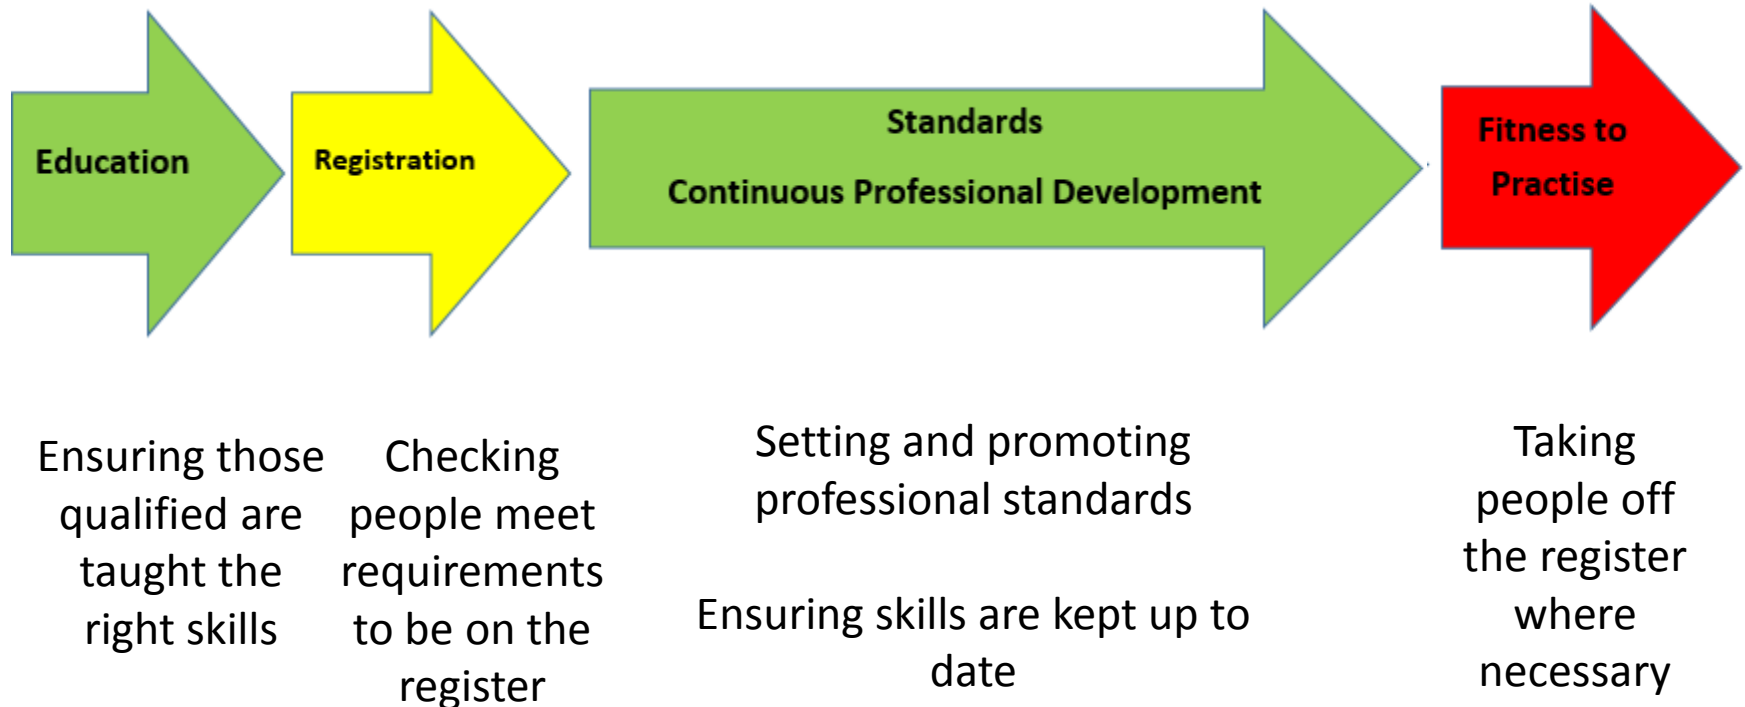 Education
Registration
Standards
Continuous Professional Development
Fitness to
Practise
Ensuring those
qualified are
taught the
right skills
Checking
people meet
requirements
to be on the
register
Setting and promoting
professional standards
Ensuring skills are kept up to
date
Taking
people off
the register
where
necessary